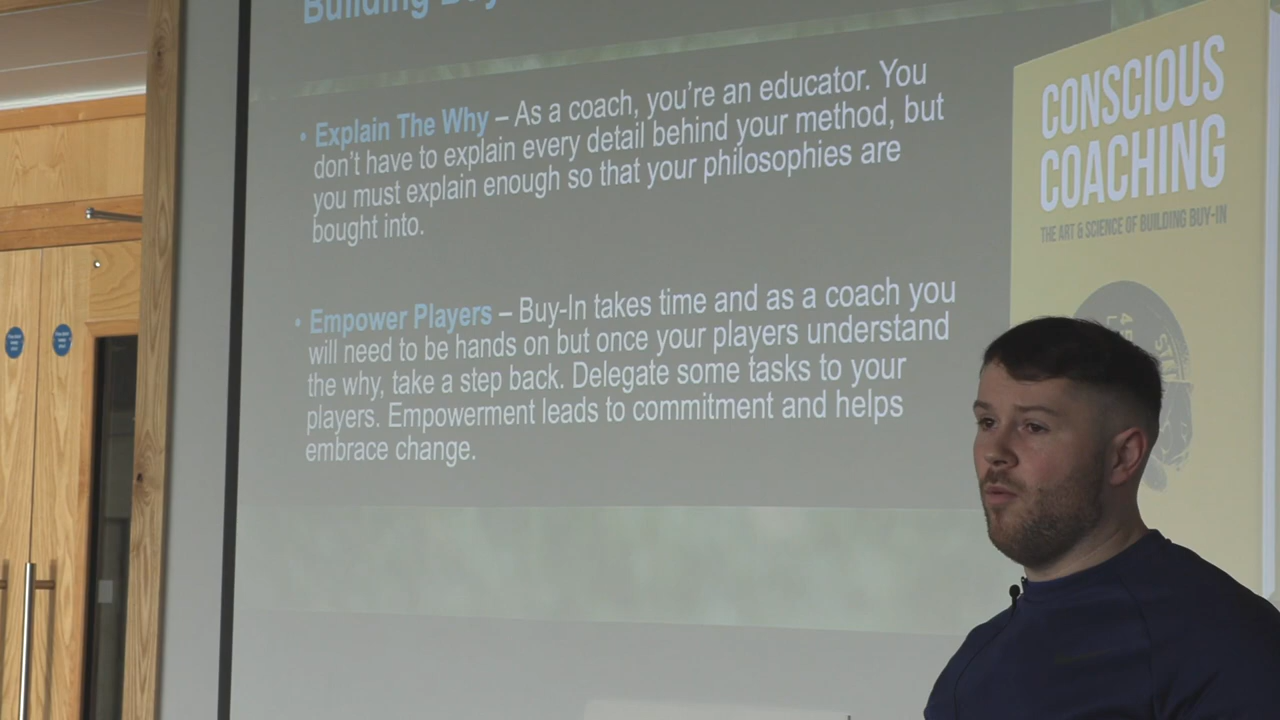 Building Buy
• Explain The Why – As a coach, you're an educator. You
don't have to explain every detail behind your method, but
you must explain enough so that your philosophies are
bought into.
• Empower Players – Buy-In takes time and as a coach you
will need to be hands on but once your players understand
the why, take a step back. Delegate some tasks to your
players. Empowerment leads to commitment and helps
embrace change.
CONSCIOUS
COACHING
THE ART & SCIENCE OF BUILDING BUY-IN